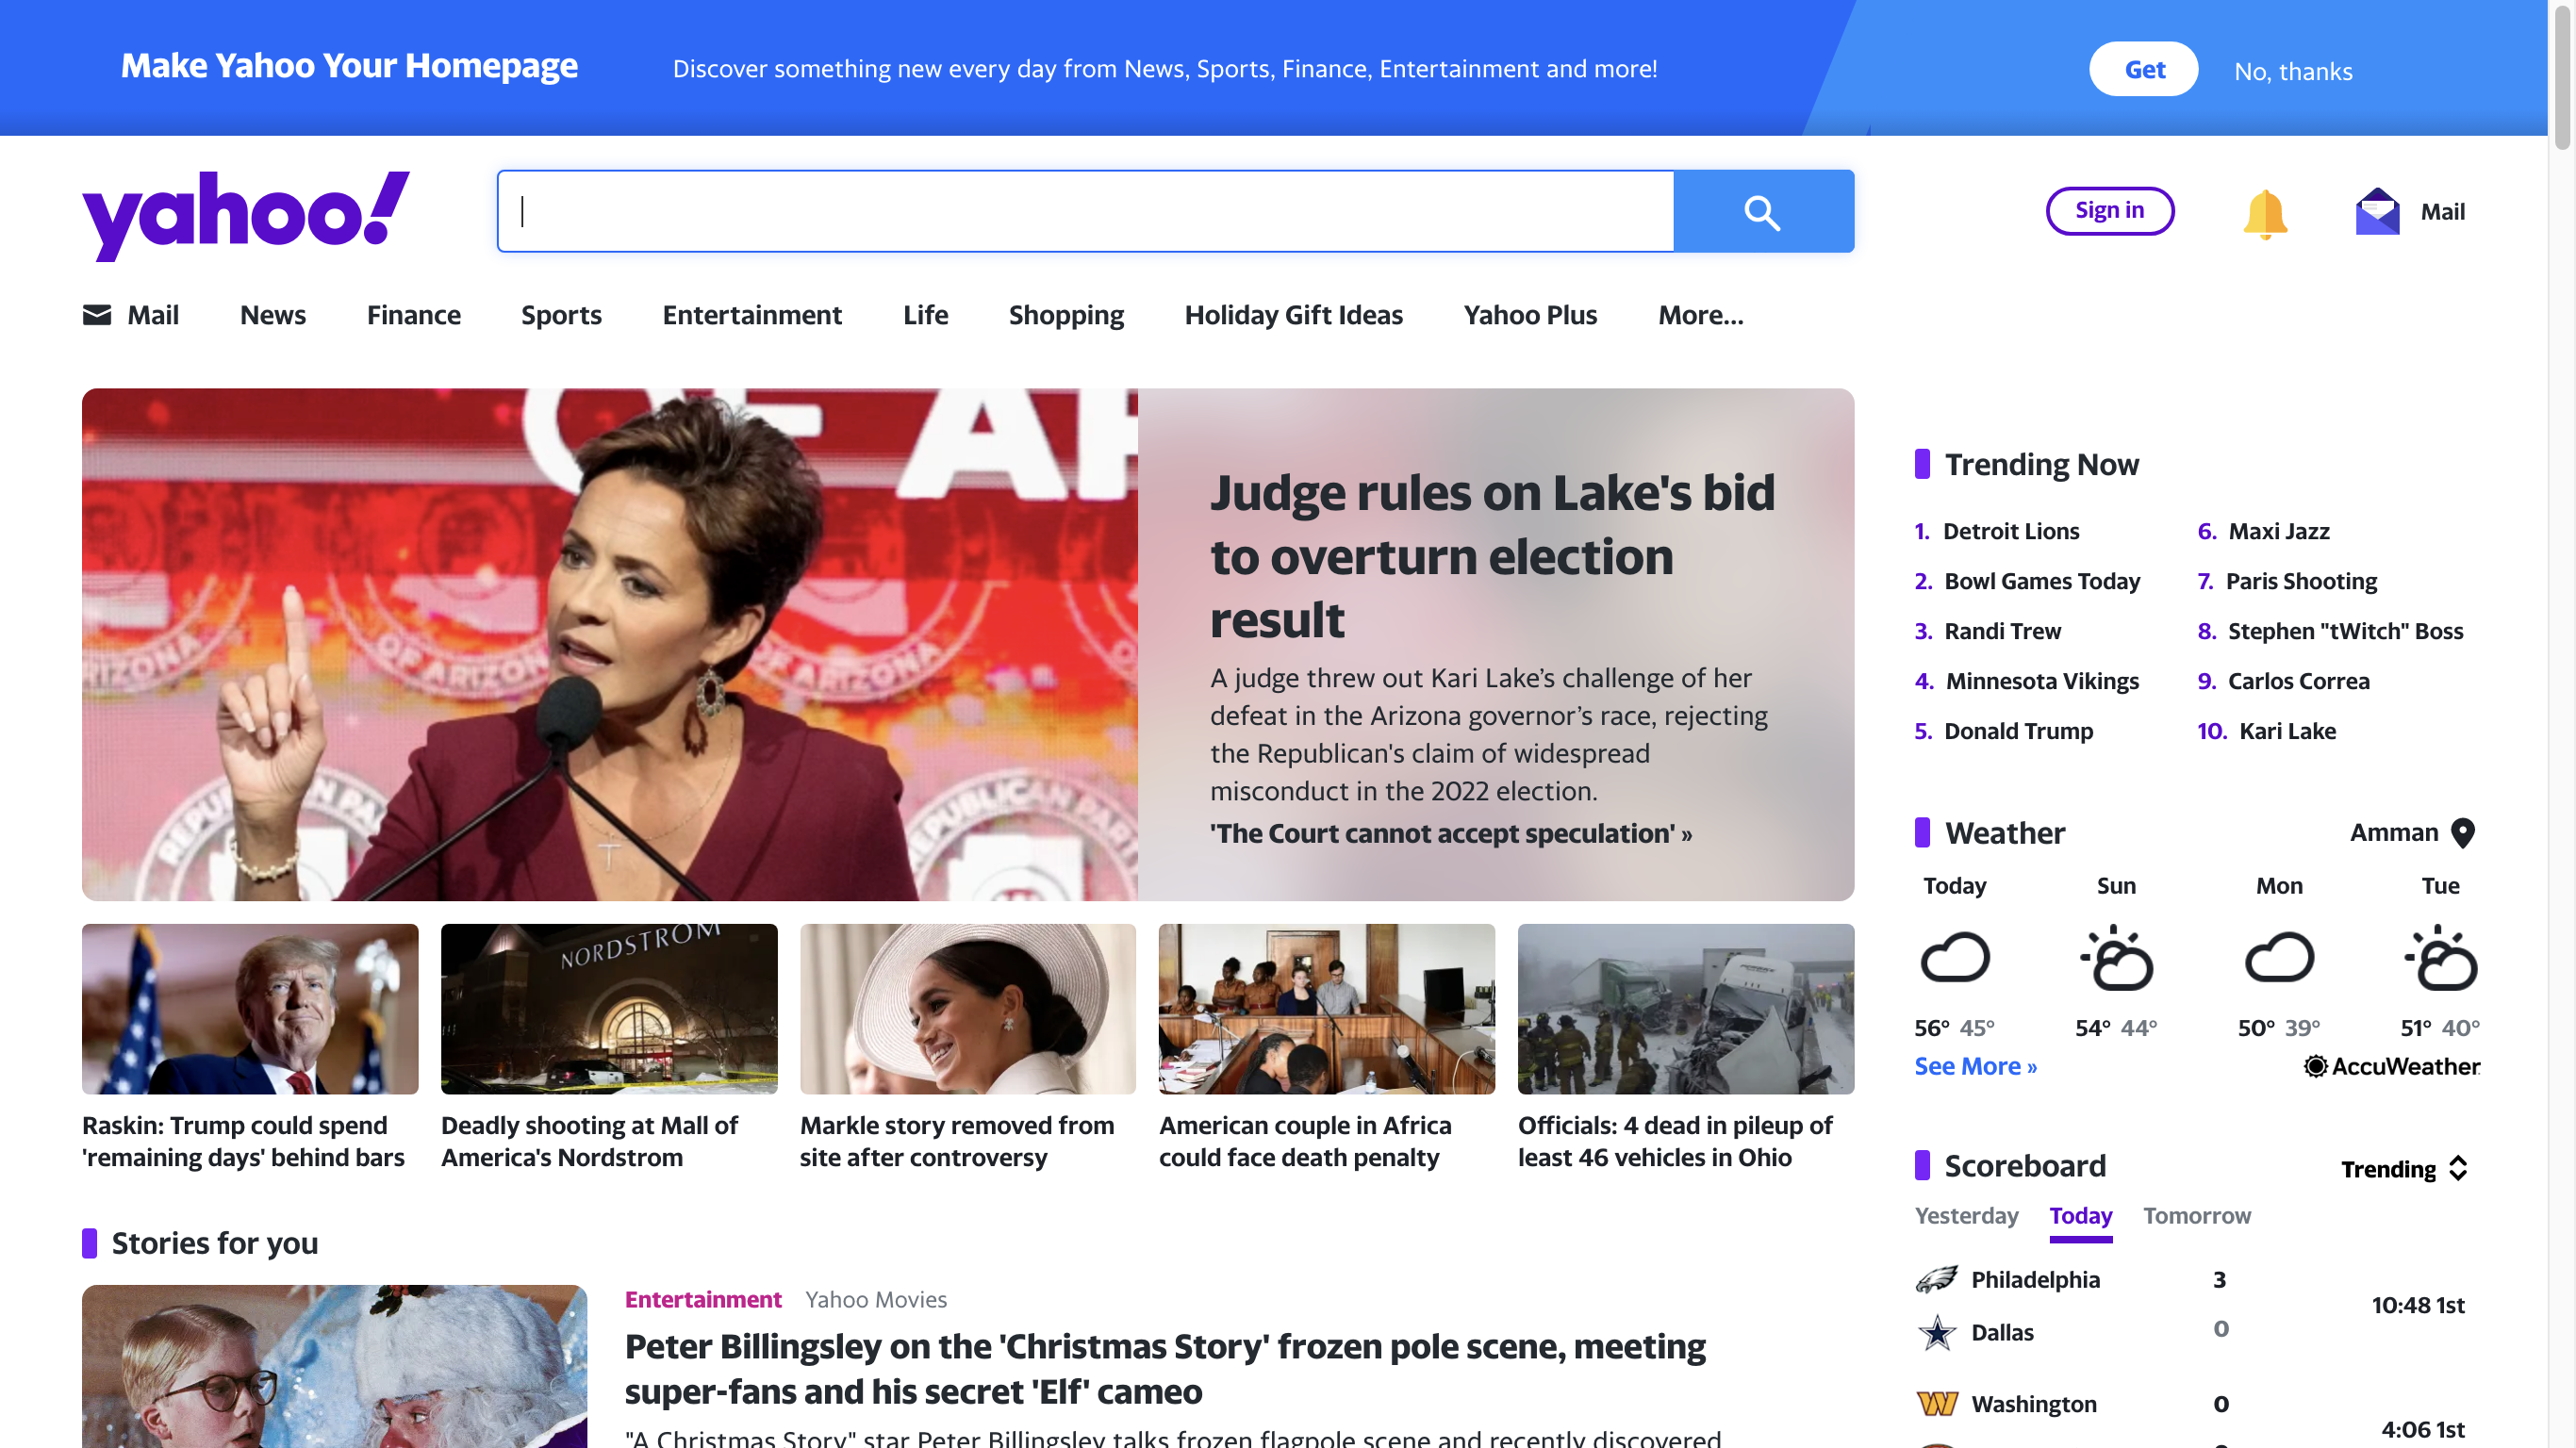 Make Yahoo Your Homepage
Discover something new every day from News, Sports, Finance, Entertainment and more!
Get
No, thanks
yahoo!
Sign in
Mail
Mail
News
Finance
Sports
Entertainment
Life
Shopping
Holiday Gift Ideas
Yahoo Plus
More...
OF AR
OF ARIZONA
OF ARIZONA
REPUBLICAN PARTY
Judge rules on Lake's bid
to overturn election
result
A judge threw out Kari Lake’s challenge of her
defeat in the Arizona governor’s race, rejecting
the Republican's claim of widespread
misconduct in the 2022 election.
'The Court cannot accept speculation' »
NORDSTROM
Raskin: Trump could spend
'remaining days' behind bars
Deadly shooting at Mall of
America's Nordstrom
Markle story removed from
site after controversy
American couple in Africa
could face death penalty
Officials: 4 dead in pileup of
least 46 vehicles in Ohio
Stories for you
Entertainment Yahoo Movies
Peter Billingsley on the 'Christmas Story' frozen pole scene, meeting
super-fans and his secret 'Elf' cameo
"A Christmas Story" star Peter Billingsley talks frozen flagpole scene and recently discovered
Trending Now
1. Detroit Lions
2. Bowl Games Today
3. Randi Trew
4. Minnesota Vikings
5. Donald Trump
6. Maxi Jazz
7. Paris Shooting
8. Stephen "tWitch" Boss
9. Carlos Correa
10. Kari Lake
Weather
Amman
Today Sun Mon Tue
56° 45° 54° 44° 50° 39° 51° 40°
See More »
AccuWeather
Scoreboard
Trending
Yesterday Today Tomorrow
Philadelphia 3
10:48 1st
Dallas 0
Washington 0
4:06 1st